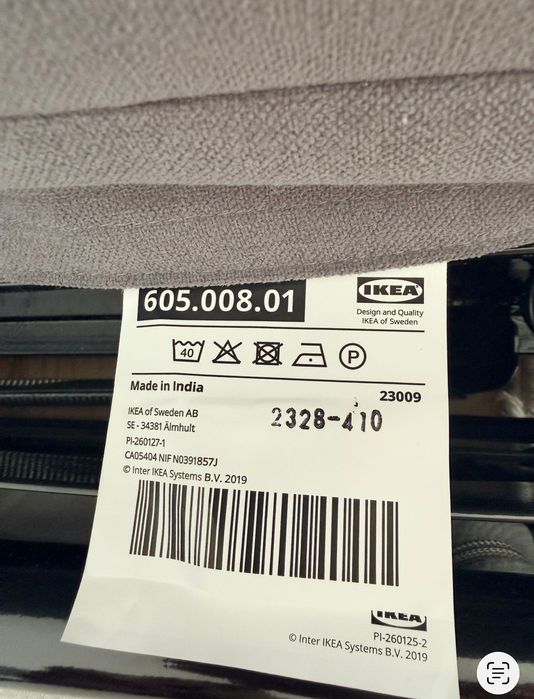 605.008.01
IKEA
Design and Quality
IKEA of Sweden
40
P
Made in India
23009
2328-410
IKEA of Sweden AB
SE - 34381 Älmhult
PI-260127-1
CA05404 NIF N0391857J
© Inter IKEA Systems B.V. 2019
IKEA
PI-260125-2
© Inter IKEA Systems B.V. 2019